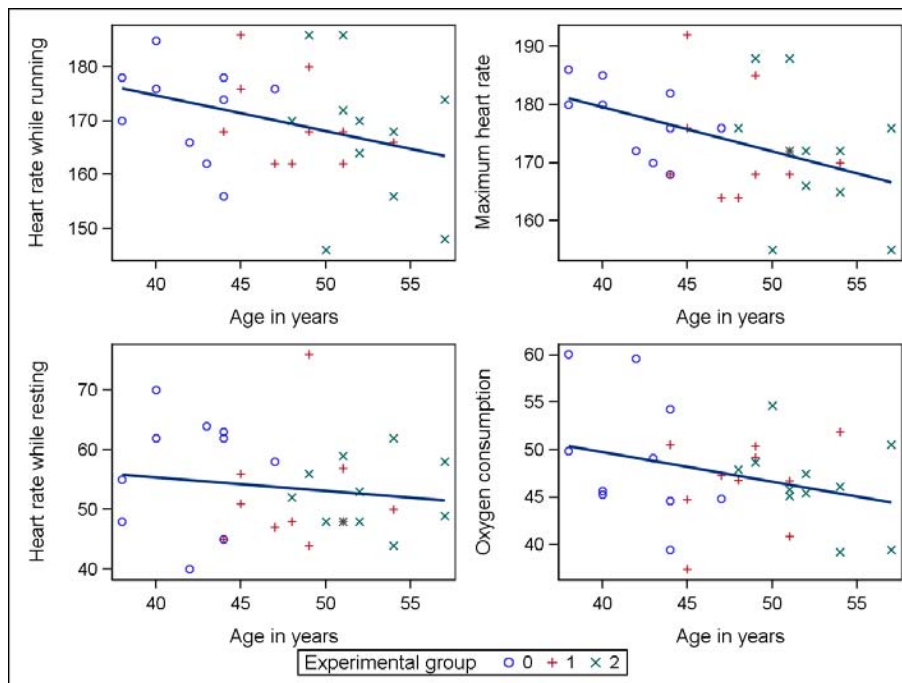 Heart rate while running
180
170
160
150
40 45 50 55
Age in years
Maximum heart rate
190
180
170
160
40 45 50 55
Age in years
Heart rate while resting
70
60
50
40
40 45 50 55
Age in years
Oxygen consumption
60
55
50
45
40
40 45 50 55
Age in years
Experimental group 0 1 2